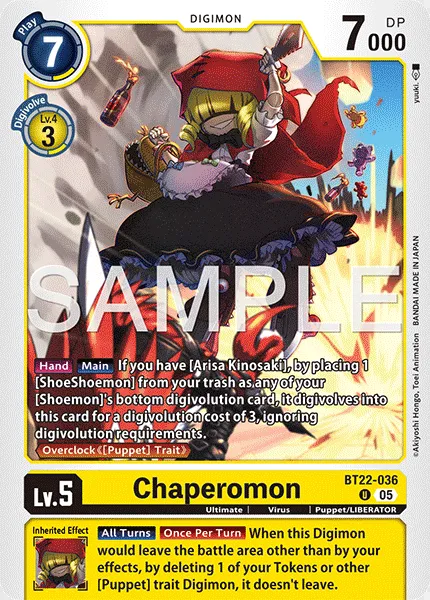 DIGIMON
Play
7
7000
DP
Digivolve
Lv.4
3
yuuki.
SAMPLE
©Akiyoshi Hongo, Toei Animation BANDAI MADE IN JAPAN
Hand Main If you have [Arisa Kinosaki], by placing 1
[ShoeShoemon] from your trash as any of your
[Shoemon]'s bottom digivolution card, it digivolves into
this card for a digivolution cost of 3, ignoring
digivolution requirements.
Overclock《[Puppet] Trait》
Lv.5
Chaperomon
BT22-036
U 05
Ultimate Virus Puppet/LIBERATOR
Inherited Effect
All Turns Once Per Turn When this Digimon
would leave the battle area other than by your
effects, by deleting 1 of your Tokens or other
[Puppet] trait Digimon, it doesn't leave.